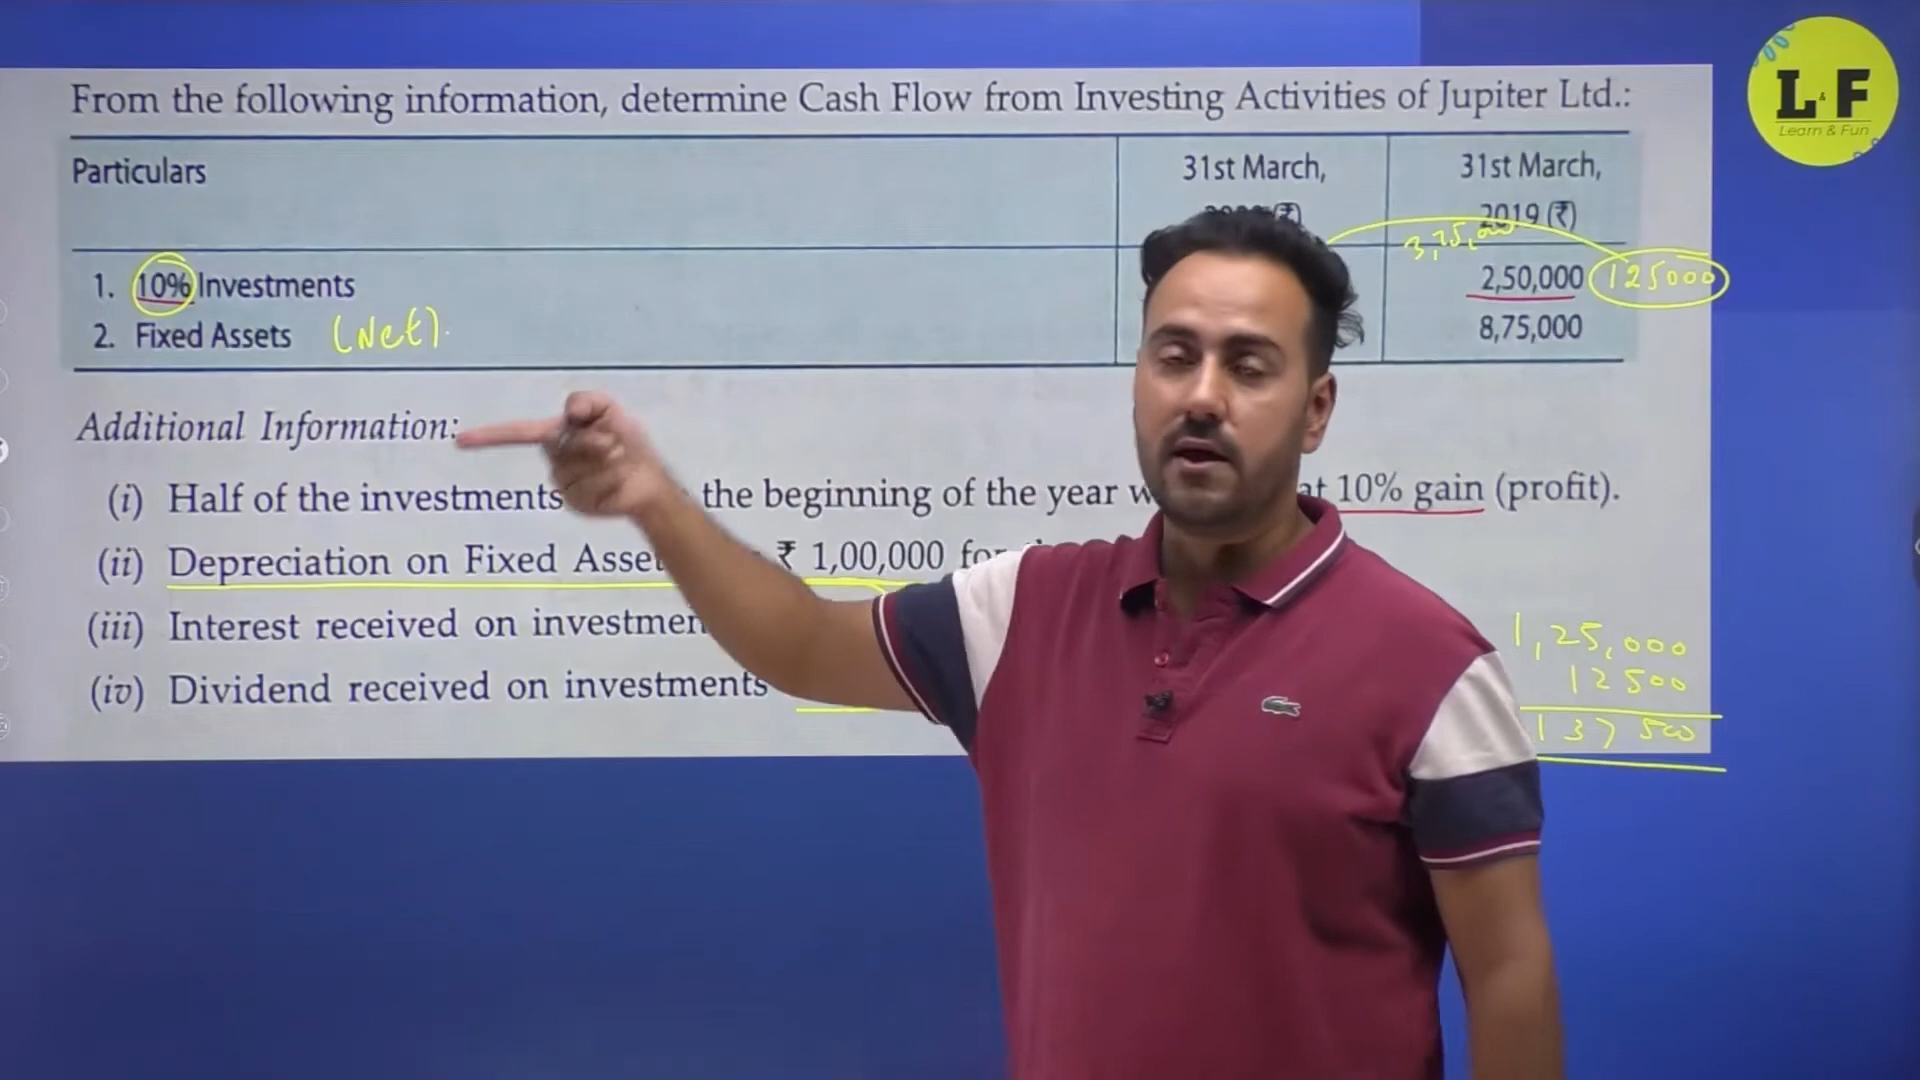 From the following information, determine Cash Flow from Investing Activities of Jupiter Ltd.:
L&F
Learn & Fun
Particulars 31st March, 31st March,
(₹) 2019 (₹)
3,75,000
1. 10% Investments 2,50,000 125000
2. Fixed Assets (Net). 8,75,000
Additional Information:
(i) Half of the investments the beginning of the year at 10% gain (profit).
(ii) Depreciation on Fixed ₹ 1,00,000
(iii) Interest received on
(iv) Dividend received on investments
1,25,000
12500
137500